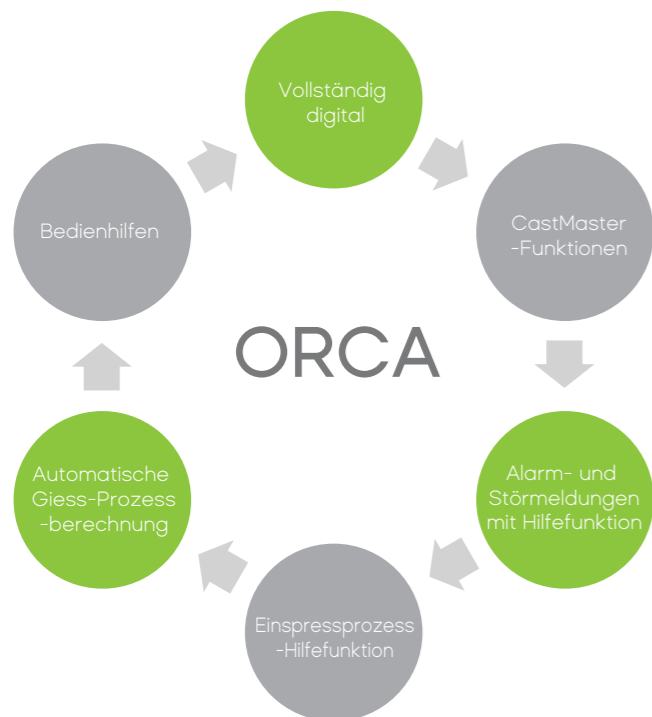 Vollständig
digital
CastMaster
-Funktionen
Alarm- und
Störmeldungen
mit Hilfefunktion
Einspressprozess
-Hilfefunktion
Automatische
Giess-Prozess
-berechnung
Bedienhilfen
ORCA